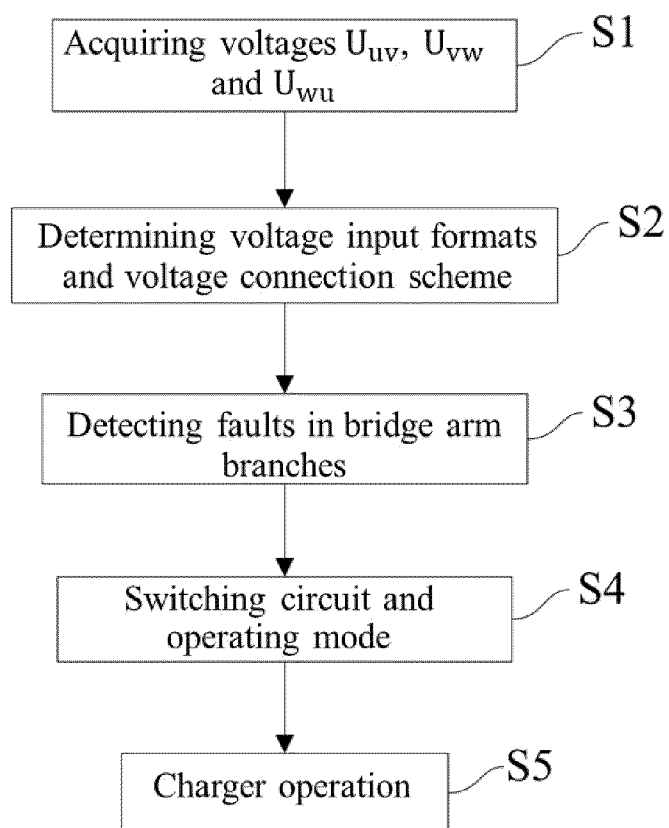 Acquiring voltages Uuv, Uvw
and Uwu
S1
Determining voltage input formats
and voltage connection scheme
S2
Detecting faults in bridge arm
branches
S3
Switching circuit and
operating mode
S4
Charger operation
S5